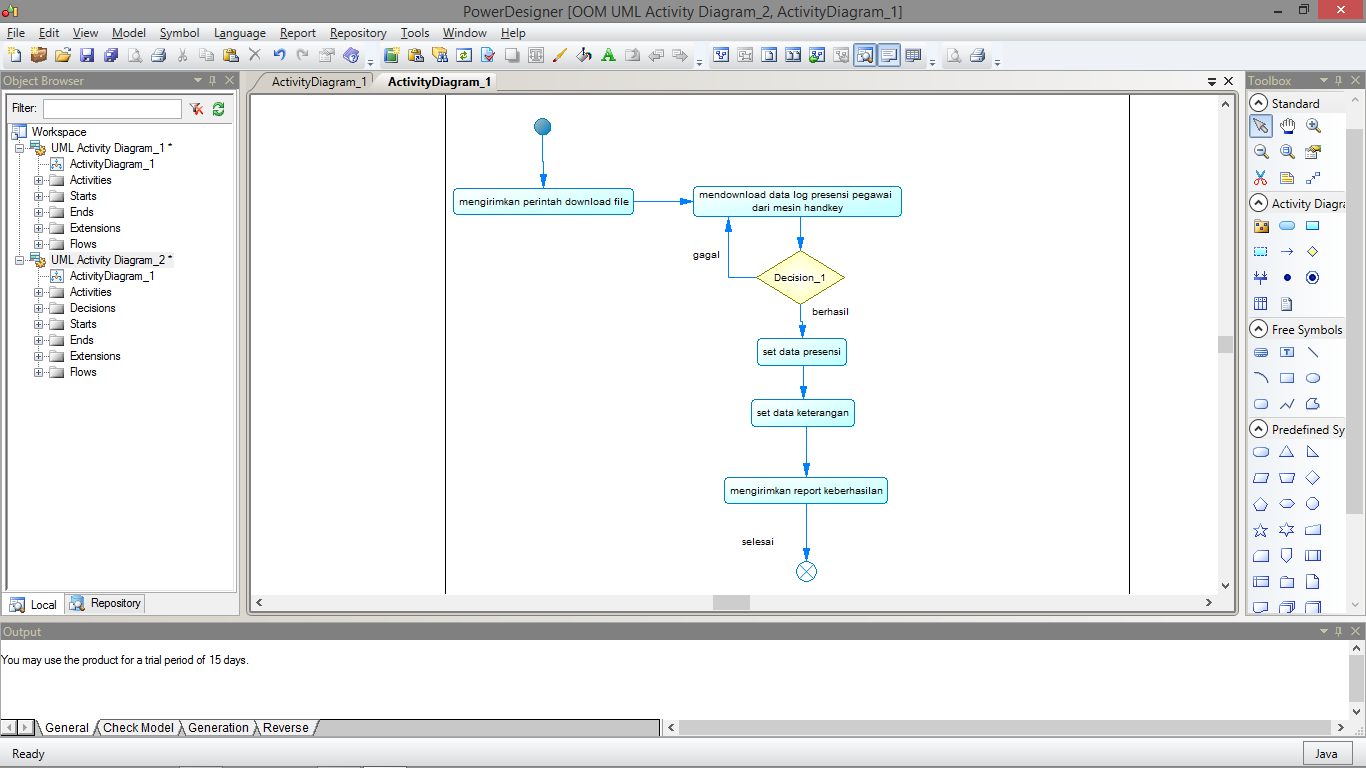 PowerDesigner [OOM UML Activity Diagram_2, ActivityDiagram_1]
File Edit View Model Symbol Language Report Repository Tools Window Help
Object Browser
Filter:
Workspace
UML Activity Diagram_1 *
ActivityDiagram_1
Activities
Starts
Ends
Extensions
Flows
UML Activity Diagram_2 *
ActivityDiagram_1
Activities
Decisions
Starts
Ends
Extensions
Flows
Local Repository
ActivityDiagram_1 ActivityDiagram_1
mengirimkan perintah download file
mendownload data log presensi pegawai
dari mesin handkey
gagal
Decision_1
berhasil
set data presensi
set data keterangan
mengirimkan report keberhasilan
selesai
Toolbox
Standard
Activity Diagra
Free Symbols
Predefined Sy
Output
You may use the product for a trial period of 15 days.
General Check Model Generation Reverse
Ready
Java